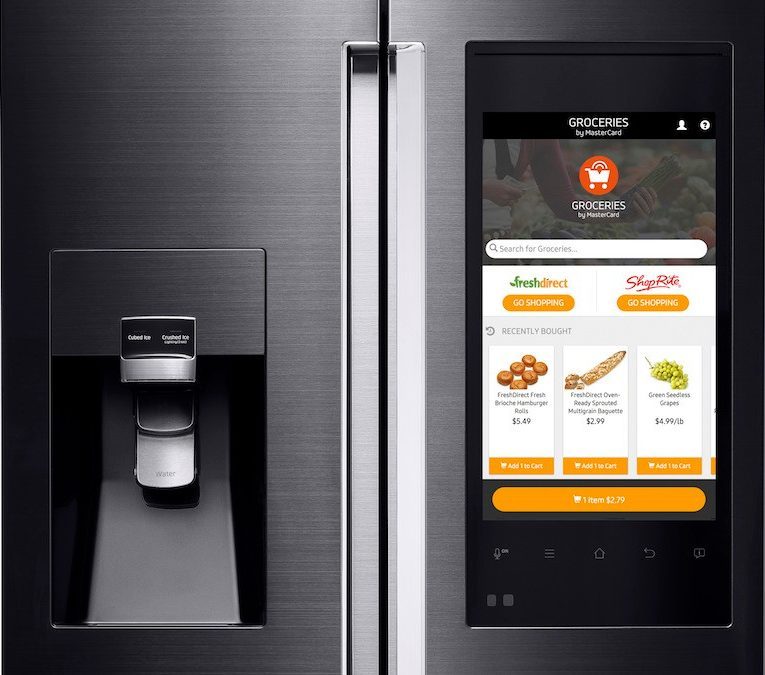 GROCERIES
by MasterCard
GROCERIES
by MasterCard
Search for Groceries...
freshdirect
ShopRite
GO SHOPPING
GO SHOPPING
RECENTLY BOUGHT
FreshDirect Fresh
Brioche Hamburger
Rolls
$5.49
FreshDirect Oven-
Ready Sprouted
Multigrain Baguette
$2.99
Green Seedless
Grapes
$4.99/lb
Add 1 to Cart
Add 1 to Cart
Add 1 to Cart
1 item $2.79
ON
Cubed Ice
Crushed Ice
Water